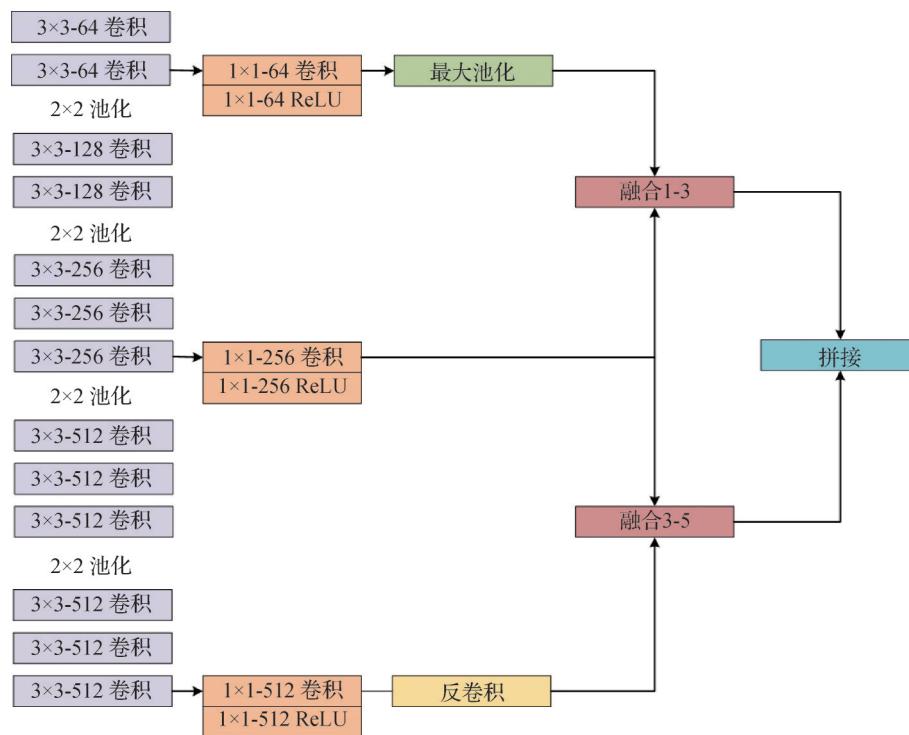 3×3-64 卷积
3×3-64 卷积
1×1-64 卷积
最大池化
1×1-64 ReLU
2×2 池化
3×3-128 卷积
3×3-128 卷积
融合1-3
2×2 池化
3×3-256 卷积
3×3-256 卷积
3×3-256 卷积
1×1-256 卷积
拼接
1×1-256 ReLU
2×2 池化
3×3-512 卷积
3×3-512 卷积
3×3-512 卷积
融合3-5
2×2 池化
3×3-512 卷积
3×3-512 卷积
3×3-512 卷积
1×1-512 卷积
反卷积
1×1-512 ReLU